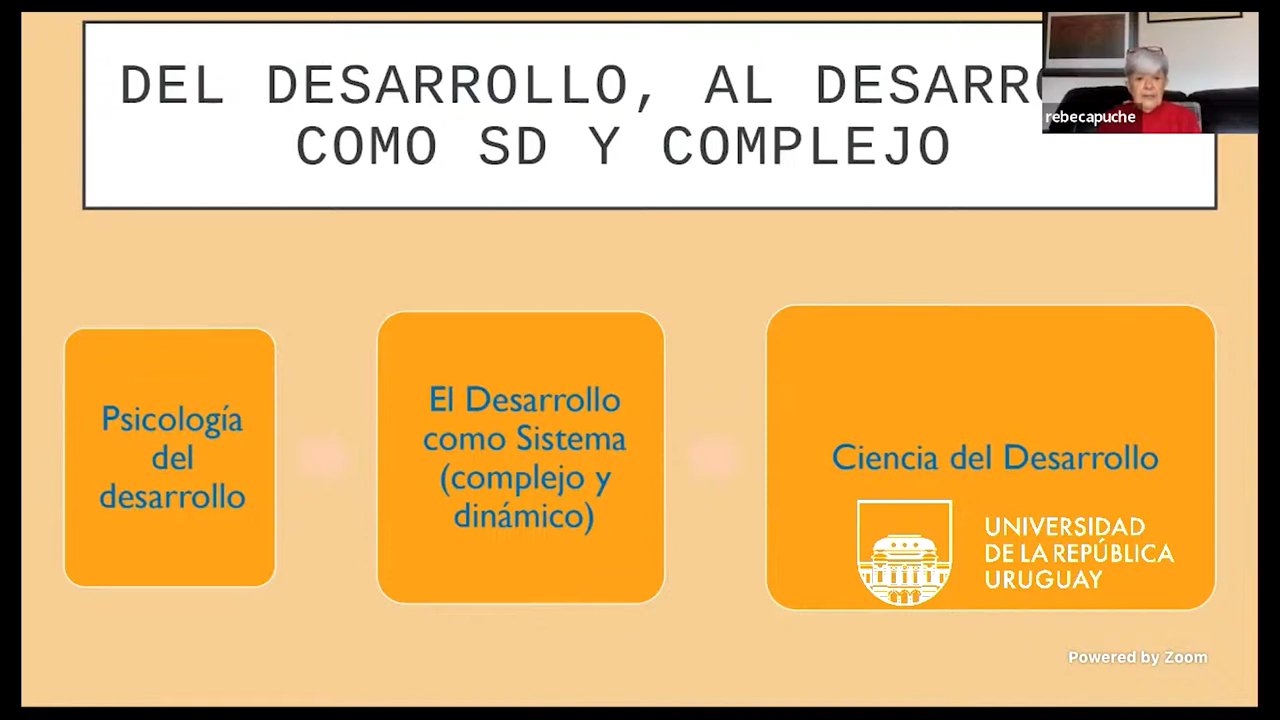 DEL DESARROLLO, AL DESARR
COMO SD Y COMPLEJO
rebecapuche
Psicología
del
desarrollo
El Desarrollo
como Sistema
(complejo y
dinámico)
Ciencia del Desarrollo
UNIVERSIDAD
DE LA REPÚBLICA
URUGUAY
Powered by Zoom